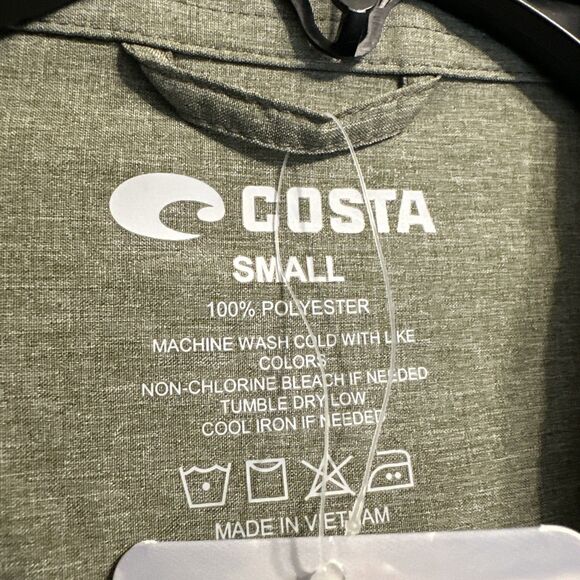 COSTA
SMALL
100% POLYESTER
MACHINE WASH COLD WITH LIKE
COLORS
NON-CHLORINE BLEACH IF NEEDED
TUMBLE DRY LOW
COOL IRON IF NEEDED
MADE IN VIETNAM